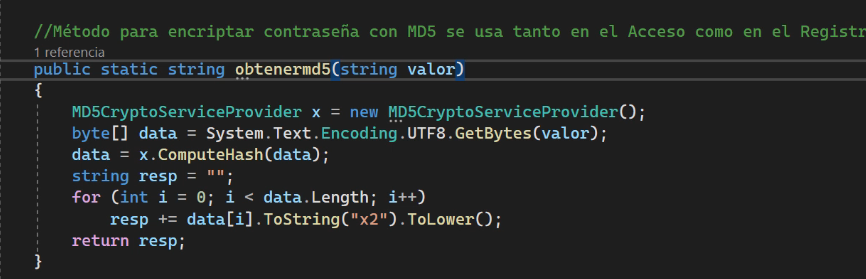 //Método para encriptar contraseña con MD5 se usa tanto en el Acceso como en el Registr
1 referencia
public static string obtenermd5(string valor)
{
MD5CryptoServiceProvider x = new MD5CryptoServiceProvider();
byte[] data = System.Text.Encoding.UTF8.GetBytes(valor);
data = x.ComputeHash(data);
string resp = "";
for (int i = 0; i < data.Length; i++)
resp += data[i].ToString("x2").ToLower();
return resp;
}